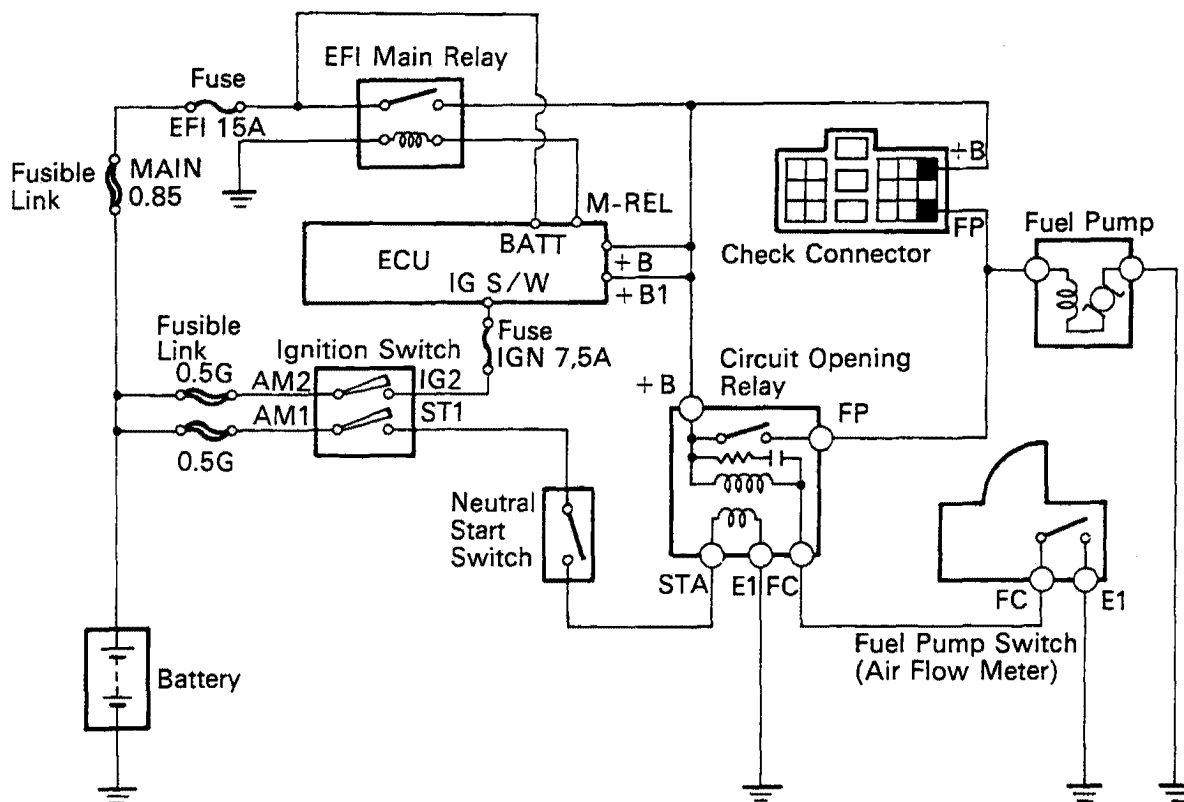 EFI Main Relay
Fuse
EFI 15A
Fusible
Link
MAIN
0.85
M-REL
BATT
ECU
+B
+B1
IG S/W
+B
FP
Check Connector
Fuel Pump
Fuse
IGN 7,5A
Fusible
Link
0.5G
Ignition Switch
AM2
IG2
AM1
ST1
0.5G
Circuit Opening
Relay
+B
FP
Neutral
Start
Switch
STA
E1
FC
FC
E1
Fuel Pump Switch
(Air Flow Meter)
Battery